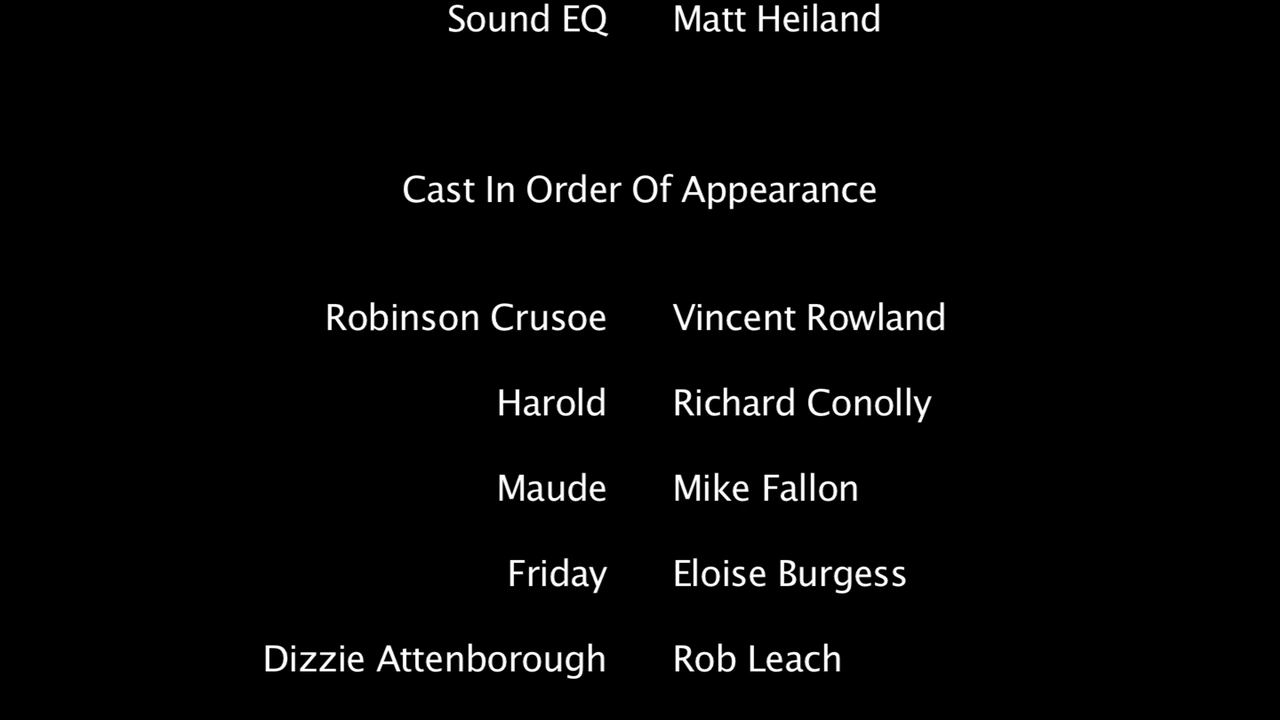 Sound EQ Matt Heiland
Cast In Order Of Appearance
Robinson Crusoe Vincent Rowland
Harold Richard Conolly
Maude Mike Fallon
Friday Eloise Burgess
Dizzie Attenborough Rob Leach